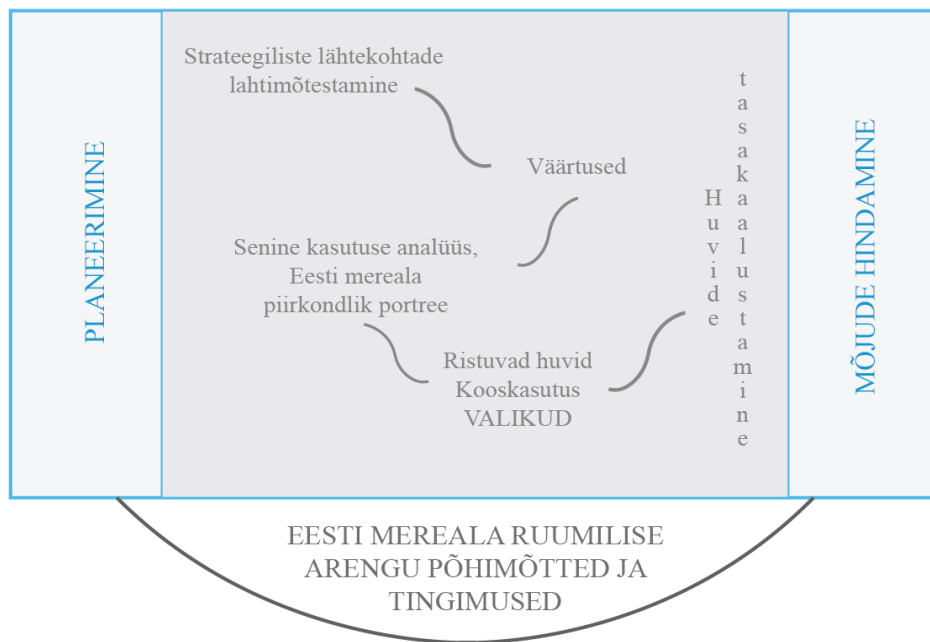 PLANEERIMINE
Strateegiliste lähtekohtade
lahtimõtestamine
Väärtused
Senine kasutuse analüüs,
Eesti mereala
piirkondlik portree
Ristuvad huvid
Kooskasutus
VALIKUD
Huvide
tasakaalustamine
MÕJUDE HINDAMINE
EESTI MEREALA RUUMILISE
ARENGU PÕHIMÕTTED JA
TINGIMUSED